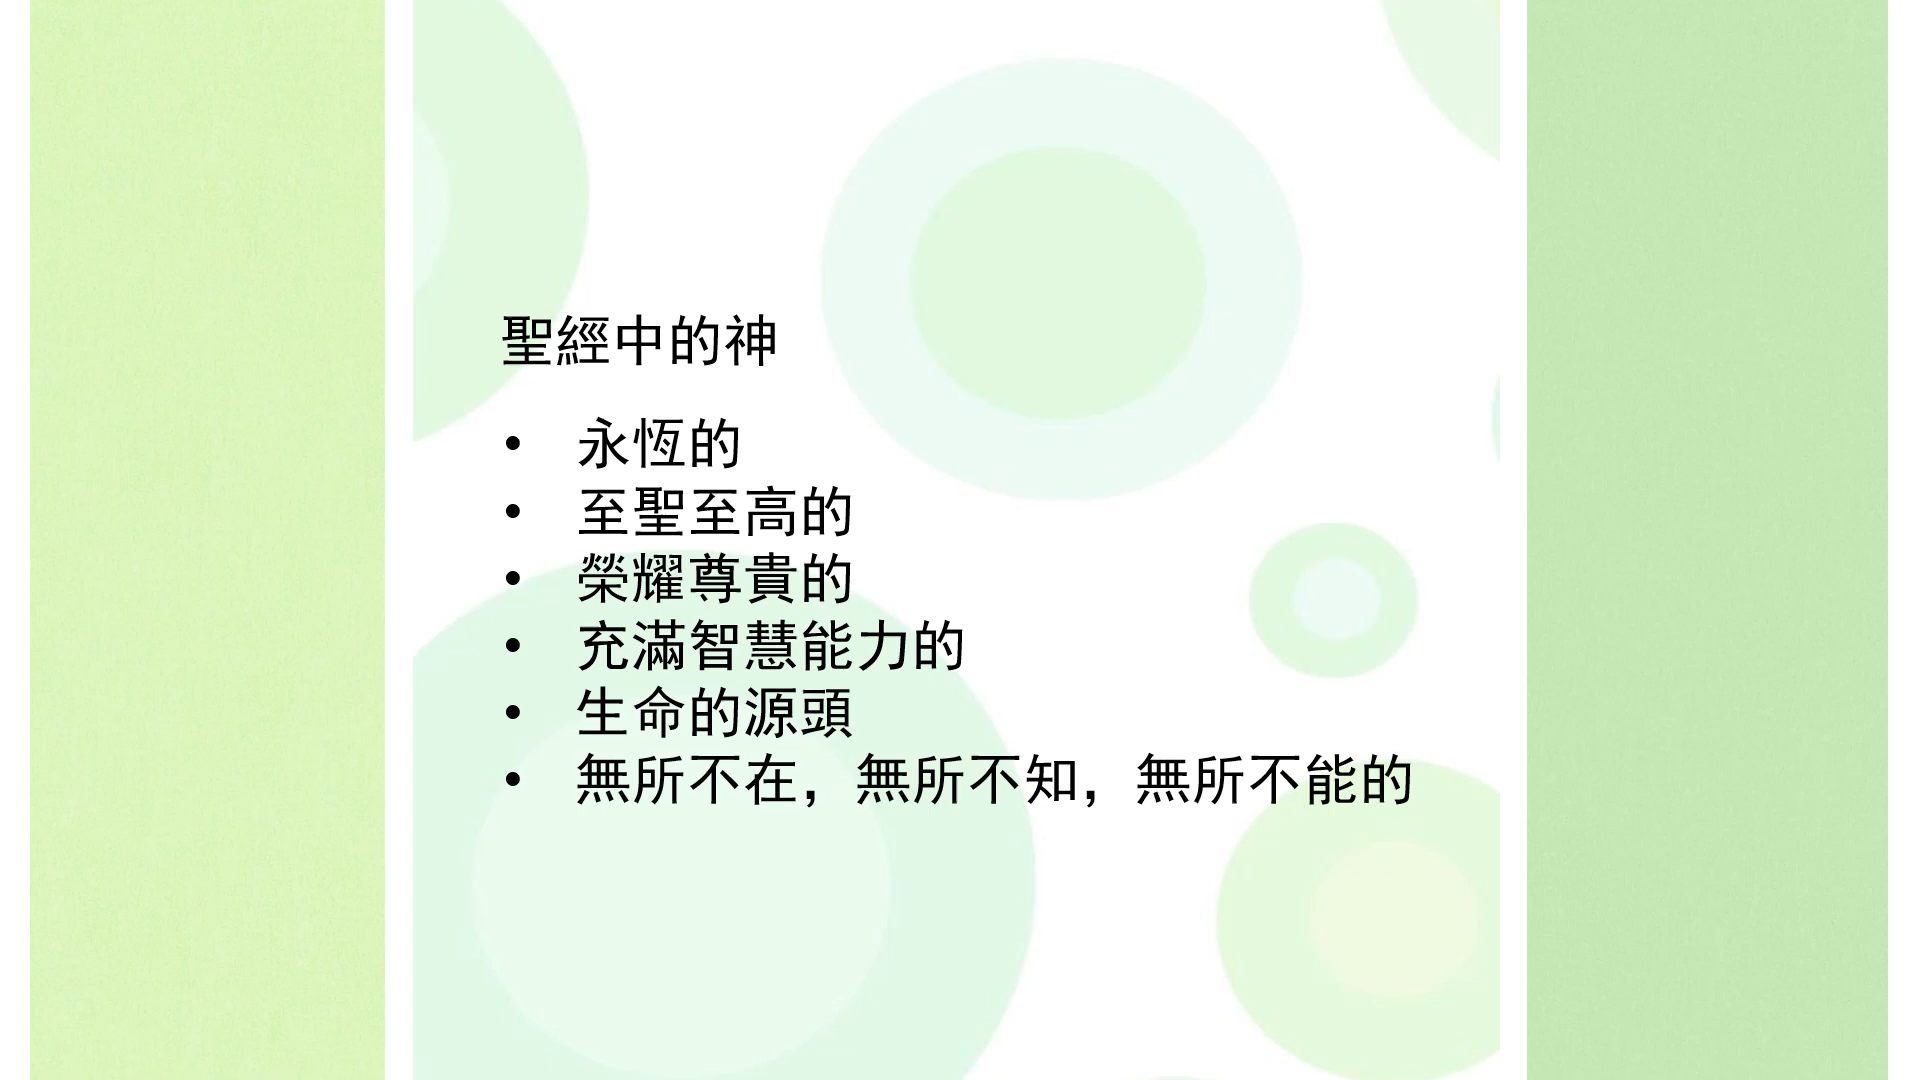 聖經中的神
• 永恆的
• 至聖至高的
• 榮耀尊貴的
• 充滿智慧能力的
• 生命的源頭
• 無所不在，無所不知，無所不能的